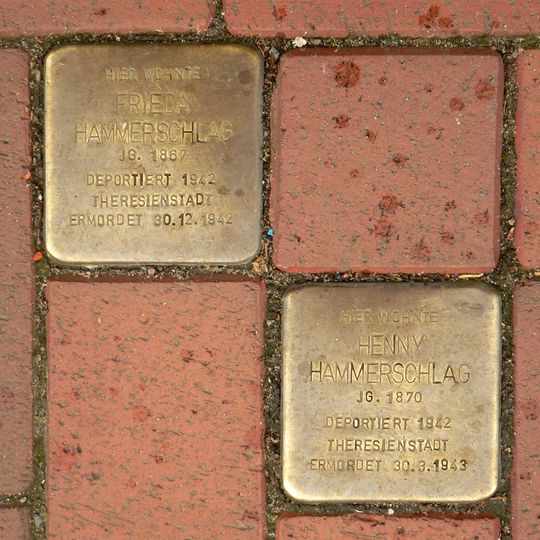 HIER WOHNTE
FRIEDA
HAMMERSCHLAG
JG. 1867
DEPORTIERT 1942
THERESIENSTADT
ERMORDET 30.12.1942
HIER WOHNTE
HENNY
HAMMERSCHLAG
JG. 1870
DEPORTIERT 1942
THERESIENSTADT
ERMORDET 30.3.1943